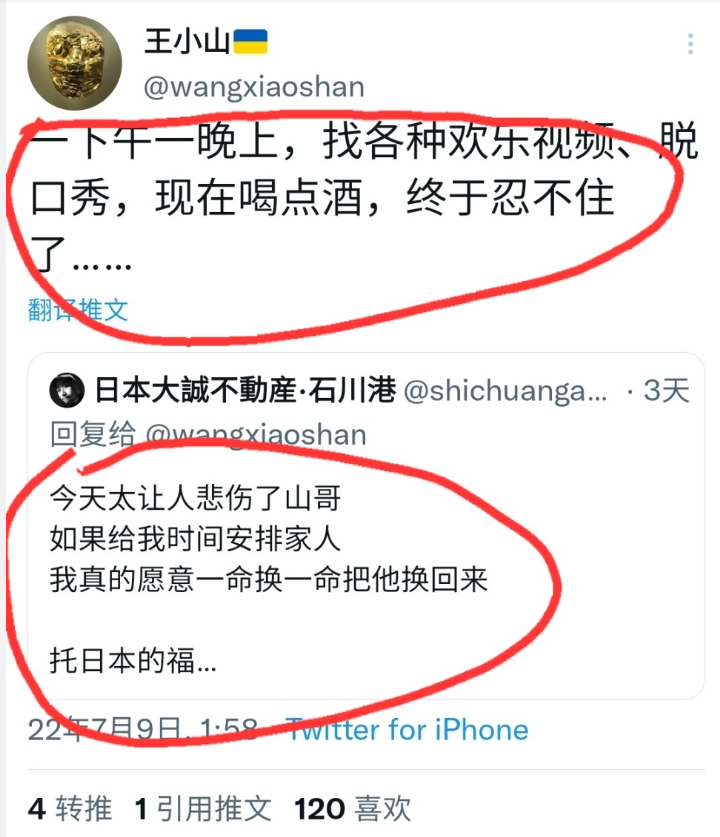 王小山🇺🇦
@wangxiaoshan
一下午一晚上，找各种欢乐视频、脱
口秀，现在喝点酒，终于忍不住
了……
翻译推文
日本大誠不動産·石川港 @shichuanga... · 3天
回复给 @wangxiaoshan
今天太让人悲伤了山哥
如果给我时间安排家人
我真的愿意一命换一命把他换回来
托日本的福...
22年7月9日, 1:58 · Twitter for iPhone
4 转推 1 引用推文 120 喜欢